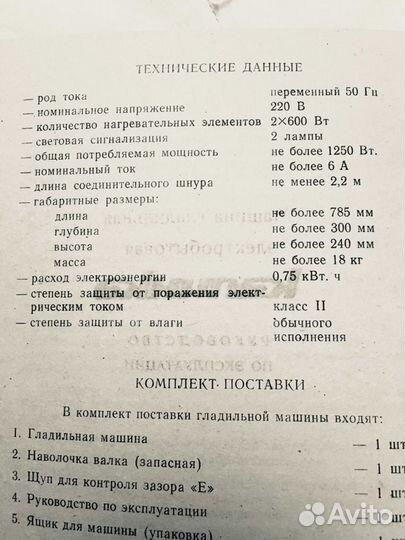 ТЕХНИЧЕСКИЕ ДАННЫЕ
— род тока переменный 50 Гц
— номинальное напряжение 220 В
— количество нагревательных элементов 2×600 Вт
— световая сигнализация 2 лампы
— общая потребляемая мощность не более 1250 Вт.
— номинальный ток не более 6 А
— длина соединительного шнура не менее 2,2 м
— габаритные размеры:
длина не более 785 мм
глубина не более 300 мм
высота не более 240 мм
масса не более 18 кг
— расход электроэнергии 0,75 кВт. ч
— степень защиты от поражения элект-
рическим током класс II
— степень защиты от влаги обычного
исполнения
КОМПЛЕКТ ПОСТАВКИ
В комплект поставки гладильной машины входят:
1. Гладильная машина — 1 шт
2. Наволочка валка (запасная) — 1 шт
3. Щуп для контроля зазора «Е» — 1 шт
4. Руководство по эксплуатации
5. Ящик для машины (упаковка)
Avito